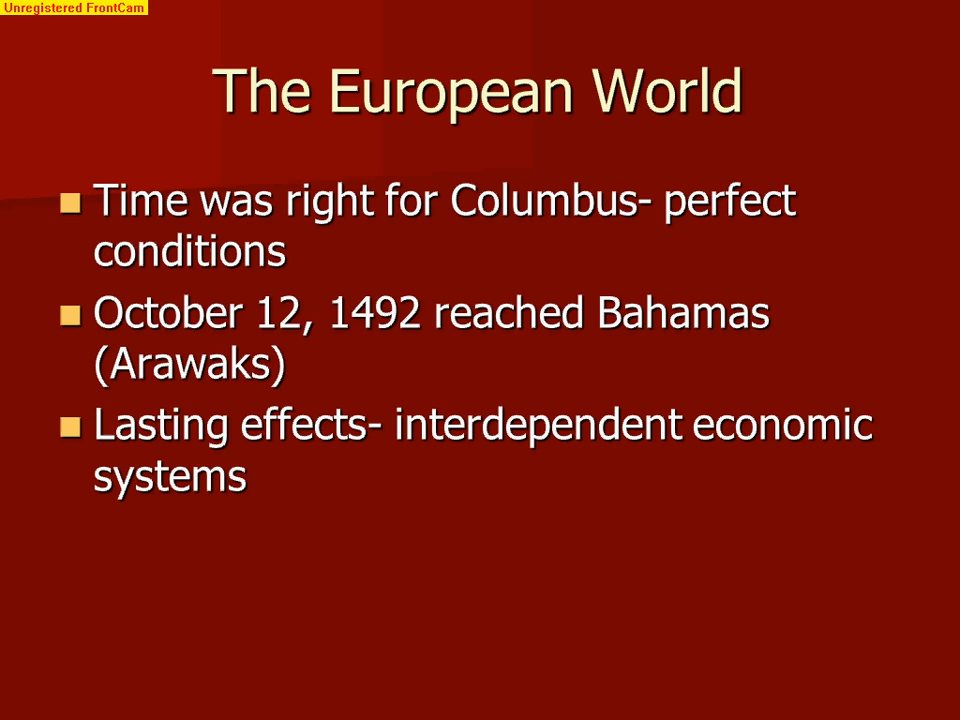 Unregistered FrontCam
The European World
Time was right for Columbus- perfect
conditions
October 12, 1492 reached Bahamas
(Arawaks)
Lasting effects- interdependent economic
systems